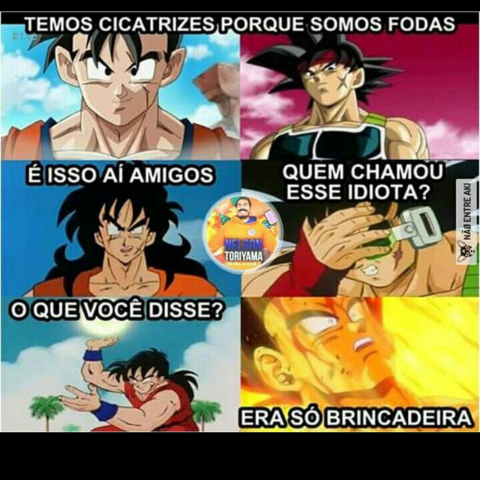 TEMOS CICATRIZES PORQUE SOMOS FODAS
É ISSO AÍ AMIGOS
QUEM CHAMOU
ESSE IDIOTA?
NELSON
TORIYAMA
NÃO ENTRE AKI
O QUE VOCÊ DISSE?
ERA SÓ BRINCADEIRA